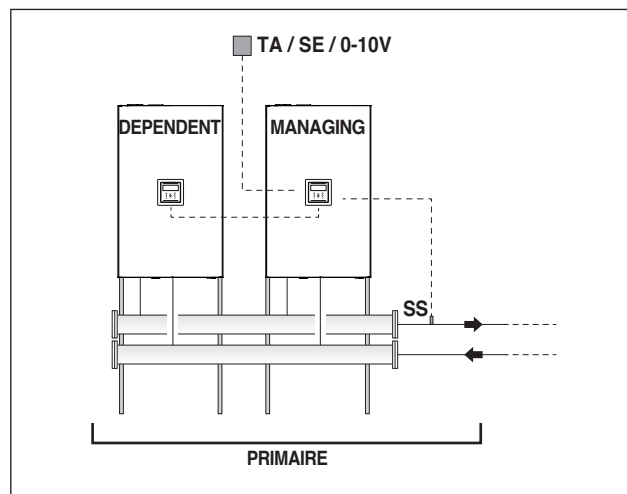 TA / SE / 0-10V
DEPENDENT
MANAGING
SS
PRIMAIRE